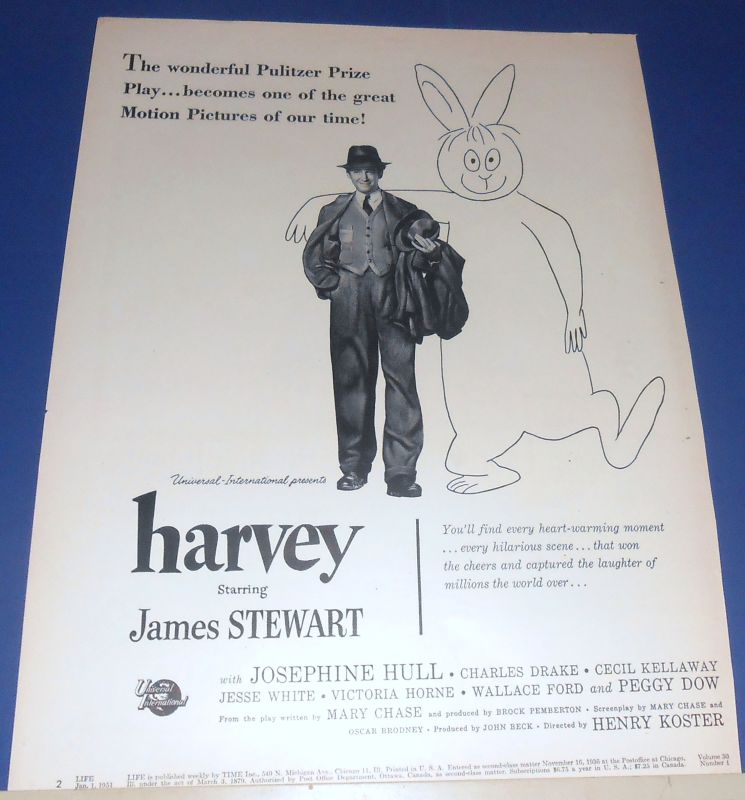 The wonderful Pulitzer Prize
Play...becomes one of the great
Motion Pictures of our time!
Universal-International presents
harvey
Starring
James STEWART
You'll find every heart-warming moment
...every hilarious scene...that won
the cheers and captured the laughter of
millions the world over...
with JOSEPHINE HULL • CHARLES DRAKE • CECIL KELLAWAY
JESSE WHITE • VICTORIA HORNE • WALLACE FORD and PEGGY DOW
From the play written by MARY CHASE and produced by BROCK PEMBERTON • Screenplay by MARY CHASE and
OSCAR BRODNEY • Produced by JOHN BECK • Directed by HENRY KOSTER
Universal
International
2 LIFE
Jan. 1, 1951
LIFE is published weekly by TIME Inc., 540 N. Michigan Ave., Chicago 11, Ill. Printed in U. S. A. Entered as second-class matter November 16, 1936 at the Postoffice at Chicago,
Ill. under the act of March 3, 1879. Authorized by Post Office Department, Ottawa, Canada, as second-class matter. Subscriptions $6.75 a year in U. S. A.; $7.25 in Canada.
Volume 30
Number 1